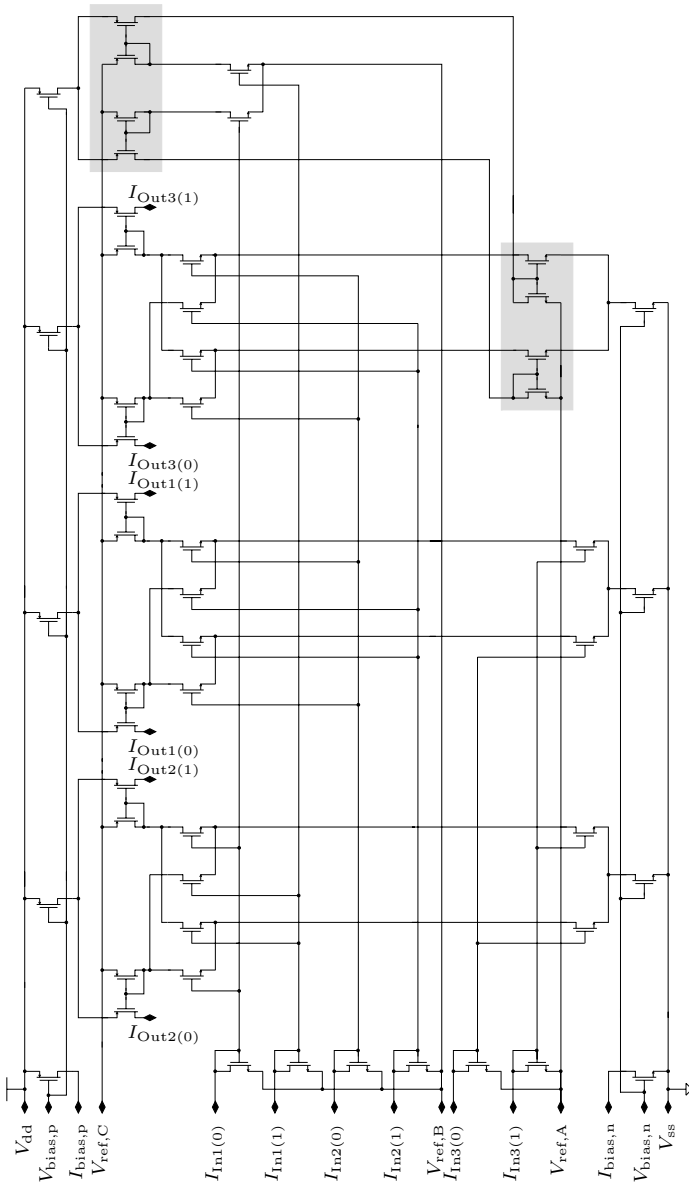 I_Out3(1)
I_Out3(0)
I_Out1(1)
I_Out1(0)
I_Out2(1)
I_Out2(0)
V_dd
V_bias,p
I_bias,p
V_ref,C
I_In1(0)
I_In1(1)
I_In2(0)
I_In2(1)
V_ref,B
I_In3(0)
I_In3(1)
V_ref,A
I_bias,n
V_bias,n
V_ss